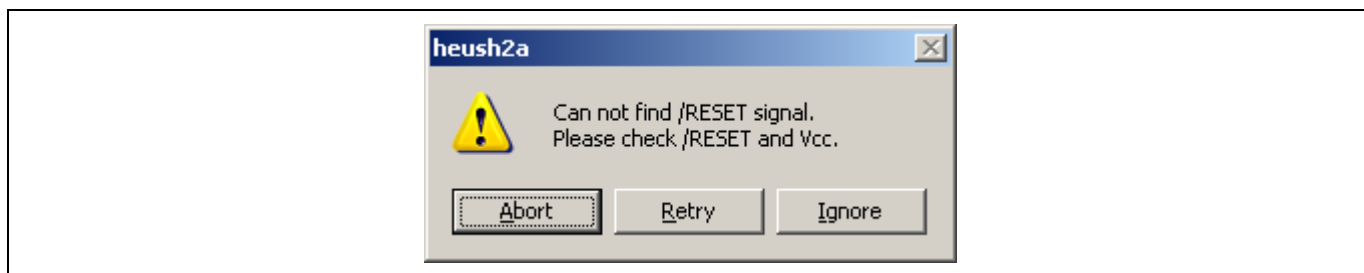 heush2a
Can not find /RESET signal.
Please check /RESET and Vcc.
Abort Retry Ignore